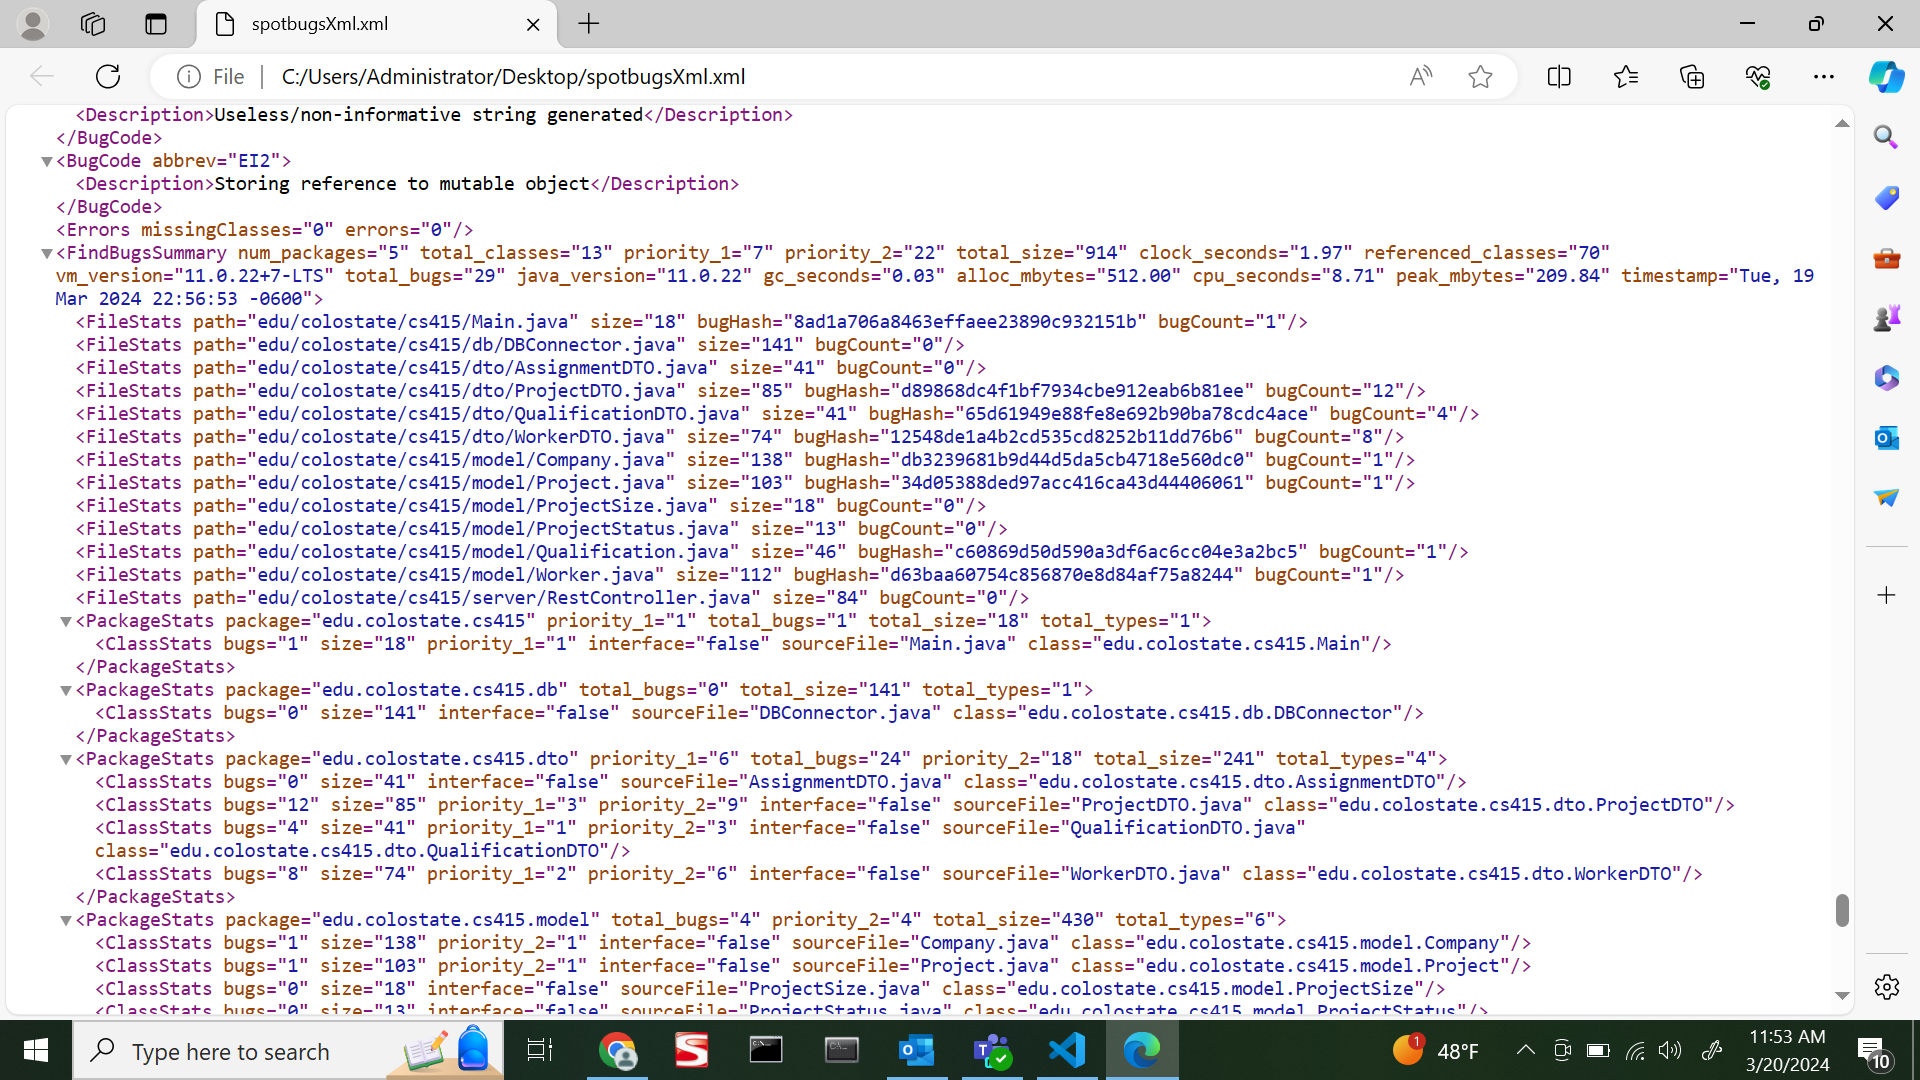 spotbugsXml.xml
File | C:/Users/Administrator/Desktop/spotbugsXml.xml
<Description>Useless/non-informative string generated</Description>
</BugCode>
▼<BugCode abbrev="EI2">
<Description>Storing reference to mutable object</Description>
</BugCode>
<Errors missingClasses="0" errors="0"/>
▼<FindBugsSummary num_packages="5" total_classes="13" priority_1="7" priority_2="22" total_size="914" clock_seconds="1.97" referenced_classes="70"
vm_version="11.0.22+7-LTS" total_bugs="29" java_version="11.0.22" gc_seconds="0.03" alloc_mbytes="512.00" cpu_seconds="8.71" peak_mbytes="209.84" timestamp="Tue, 19
Mar 2024 22:56:53 -0600">
<FileStats path="edu/colostate/cs415/Main.java" size="18" bugHash="8ad1a706a8463effaee23890c932151b" bugCount="1"/>
<FileStats path="edu/colostate/cs415/db/DBConnector.java" size="141" bugCount="0"/>
<FileStats path="edu/colostate/cs415/dto/AssignmentDTO.java" size="41" bugCount="0"/>
<FileStats path="edu/colostate/cs415/dto/ProjectDTO.java" size="85" bugHash="d89868dc4f1bf7934cbe912eab6b81ee" bugCount="12"/>
<FileStats path="edu/colostate/cs415/dto/QualificationDTO.java" size="41" bugHash="65d61949e88fe8e692b90ba78cdc4ace" bugCount="4"/>
<FileStats path="edu/colostate/cs415/dto/WorkerDTO.java" size="74" bugHash="12548de1a4b2cd535cd8252b11dd76b6" bugCount="8"/>
<FileStats path="edu/colostate/cs415/model/Company.java" size="138" bugHash="db3239681b9d44d5da5cb4718e560dc0" bugCount="1"/>
<FileStats path="edu/colostate/cs415/model/Project.java" size="103" bugHash="34d05388ded97acc416ca43d44406061" bugCount="1"/>
<FileStats path="edu/colostate/cs415/model/ProjectSize.java" size="18" bugCount="0"/>
<FileStats path="edu/colostate/cs415/model/ProjectStatus.java" size="13" bugCount="0"/>
<FileStats path="edu/colostate/cs415/model/Qualification.java" size="46" bugHash="c60869d50d590a3df6ac6cc04e3a2bc5" bugCount="1"/>
<FileStats path="edu/colostate/cs415/model/Worker.java" size="112" bugHash="d63baa60754c856870e8d84af75a8244" bugCount="1"/>
<FileStats path="edu/colostate/cs415/server/RestController.java" size="84" bugCount="0"/>
▼<PackageStats package="edu.colostate.cs415" priority_1="1" total_bugs="1" total_size="18" total_types="1">
<ClassStats bugs="1" size="18" priority_1="1" interface="false" sourceFile="Main.java" class="edu.colostate.cs415.Main"/>
</PackageStats>
▼<PackageStats package="edu.colostate.cs415.db" total_bugs="0" total_size="141" total_types="1">
<ClassStats bugs="0" size="141" interface="false" sourceFile="DBConnector.java" class="edu.colostate.cs415.db.DBConnector"/>
</PackageStats>
▼<PackageStats package="edu.colostate.cs415.dto" priority_1="6" total_bugs="24" priority_2="18" total_size="241" total_types="4">
<ClassStats bugs="0" size="41" interface="false" sourceFile="AssignmentDTO.java" class="edu.colostate.cs415.dto.AssignmentDTO"/>
<ClassStats bugs="12" size="85" priority_1="3" priority_2="9" interface="false" sourceFile="ProjectDTO.java" class="edu.colostate.cs415.dto.ProjectDTO"/>
<ClassStats bugs="4" size="41" priority_1="1" priority_2="3" interface="false" sourceFile="QualificationDTO.java"
class="edu.colostate.cs415.dto.QualificationDTO"/>
<ClassStats bugs="8" size="74" priority_1="2" priority_2="6" interface="false" sourceFile="WorkerDTO.java" class="edu.colostate.cs415.dto.WorkerDTO"/>
</PackageStats>
▼<PackageStats package="edu.colostate.cs415.model" total_bugs="4" priority_2="4" total_size="430" total_types="6">
<ClassStats bugs="1" size="138" priority_2="1" interface="false" sourceFile="Company.java" class="edu.colostate.cs415.model.Company"/>
<ClassStats bugs="1" size="103" priority_2="1" interface="false" sourceFile="Project.java" class="edu.colostate.cs415.model.Project"/>
<ClassStats bugs="0" size="18" interface="false" sourceFile="ProjectSize.java" class="edu.colostate.cs415.model.ProjectSize"/>
<ClassStats bugs="0" size="13" interface="false" sourceFile="ProjectStatus.java" class="edu.colostate.cs415.model.ProjectStatus"/>
Type here to search
1
48°F
11:53 AM
3/20/2024
10